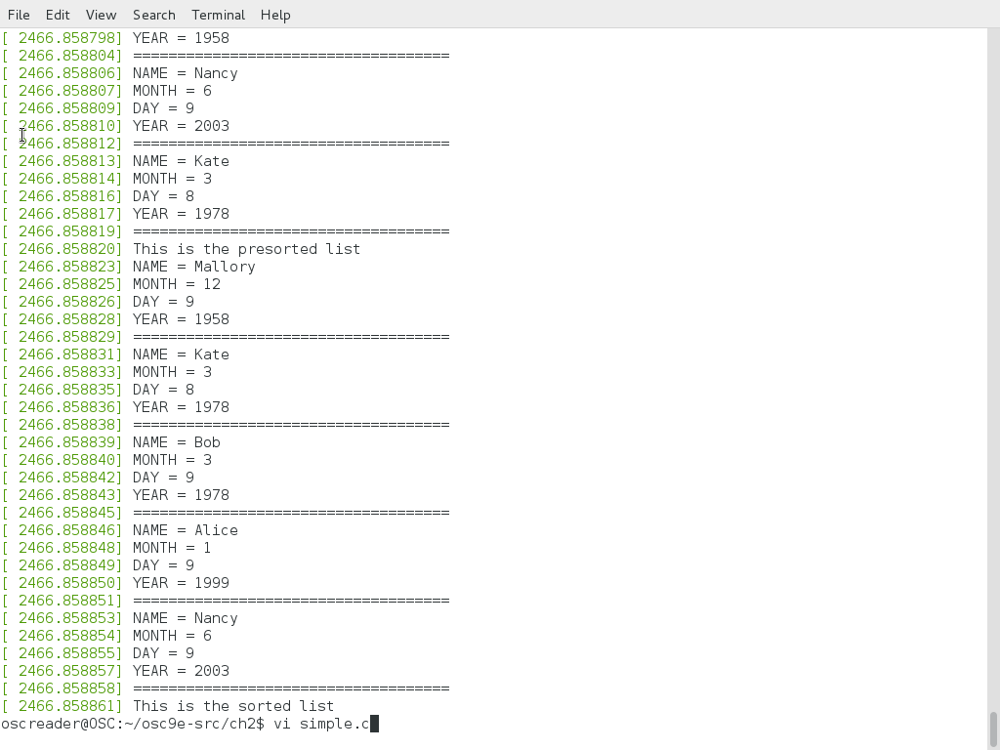 File Edit View Search Terminal Help
[ 2466.858798] YEAR = 1958
[ 2466.858804] ====================================
[ 2466.858806] NAME = Nancy
[ 2466.858807] MONTH = 6
[ 2466.858809] DAY = 9
[ 2466.858810] YEAR = 2003
[ 2466.858812] ====================================
[ 2466.858813] NAME = Kate
[ 2466.858814] MONTH = 3
[ 2466.858816] DAY = 8
[ 2466.858817] YEAR = 1978
[ 2466.858819] ====================================
[ 2466.858820] This is the presorted list
[ 2466.858823] NAME = Mallory
[ 2466.858825] MONTH = 12
[ 2466.858826] DAY = 9
[ 2466.858828] YEAR = 1958
[ 2466.858829] ====================================
[ 2466.858831] NAME = Kate
[ 2466.858833] MONTH = 3
[ 2466.858835] DAY = 8
[ 2466.858836] YEAR = 1978
[ 2466.858838] ====================================
[ 2466.858839] NAME = Bob
[ 2466.858840] MONTH = 3
[ 2466.858842] DAY = 9
[ 2466.858843] YEAR = 1978
[ 2466.858845] ====================================
[ 2466.858846] NAME = Alice
[ 2466.858848] MONTH = 1
[ 2466.858849] DAY = 9
[ 2466.858850] YEAR = 1999
[ 2466.858851] ====================================
[ 2466.858853] NAME = Nancy
[ 2466.858854] MONTH = 6
[ 2466.858855] DAY = 9
[ 2466.858857] YEAR = 2003
[ 2466.858858] ====================================
[ 2466.858861] This is the sorted list
oscreader@OSC:~/osc9e-src/ch2$ vi simple.c